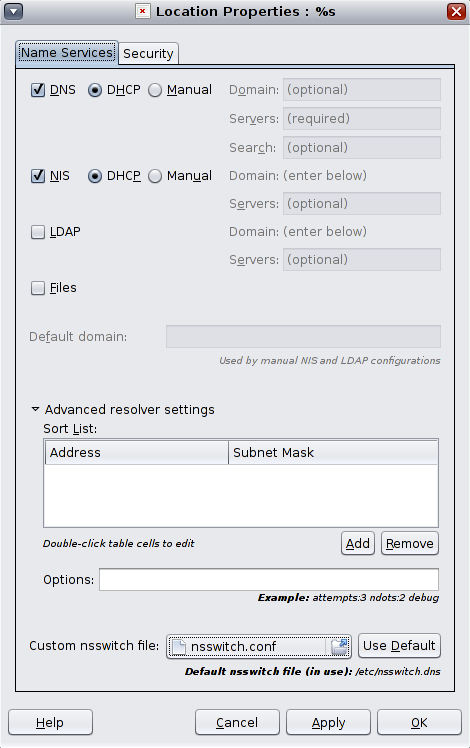 Location Properties : %s
Name Services Security
DNS DHCP Manual Domain: (optional)
Servers: (required)
Search: (optional)
NIS DHCP Manual Domain: (enter below)
Servers: (optional)
LDAP Domain: (enter below)
Servers: (optional)
Files
Default domain:
Used by manual NIS and LDAP configurations
Advanced resolver settings
Sort List:
Address Subnet Mask
Double-click table cells to edit Add Remove
Options:
Example: attempts:3 ndots:2 debug
Custom nsswitch file: nsswitch.conf Use Default
Default nsswitch file (in use): /etc/nsswitch.dns
Help Cancel Apply OK